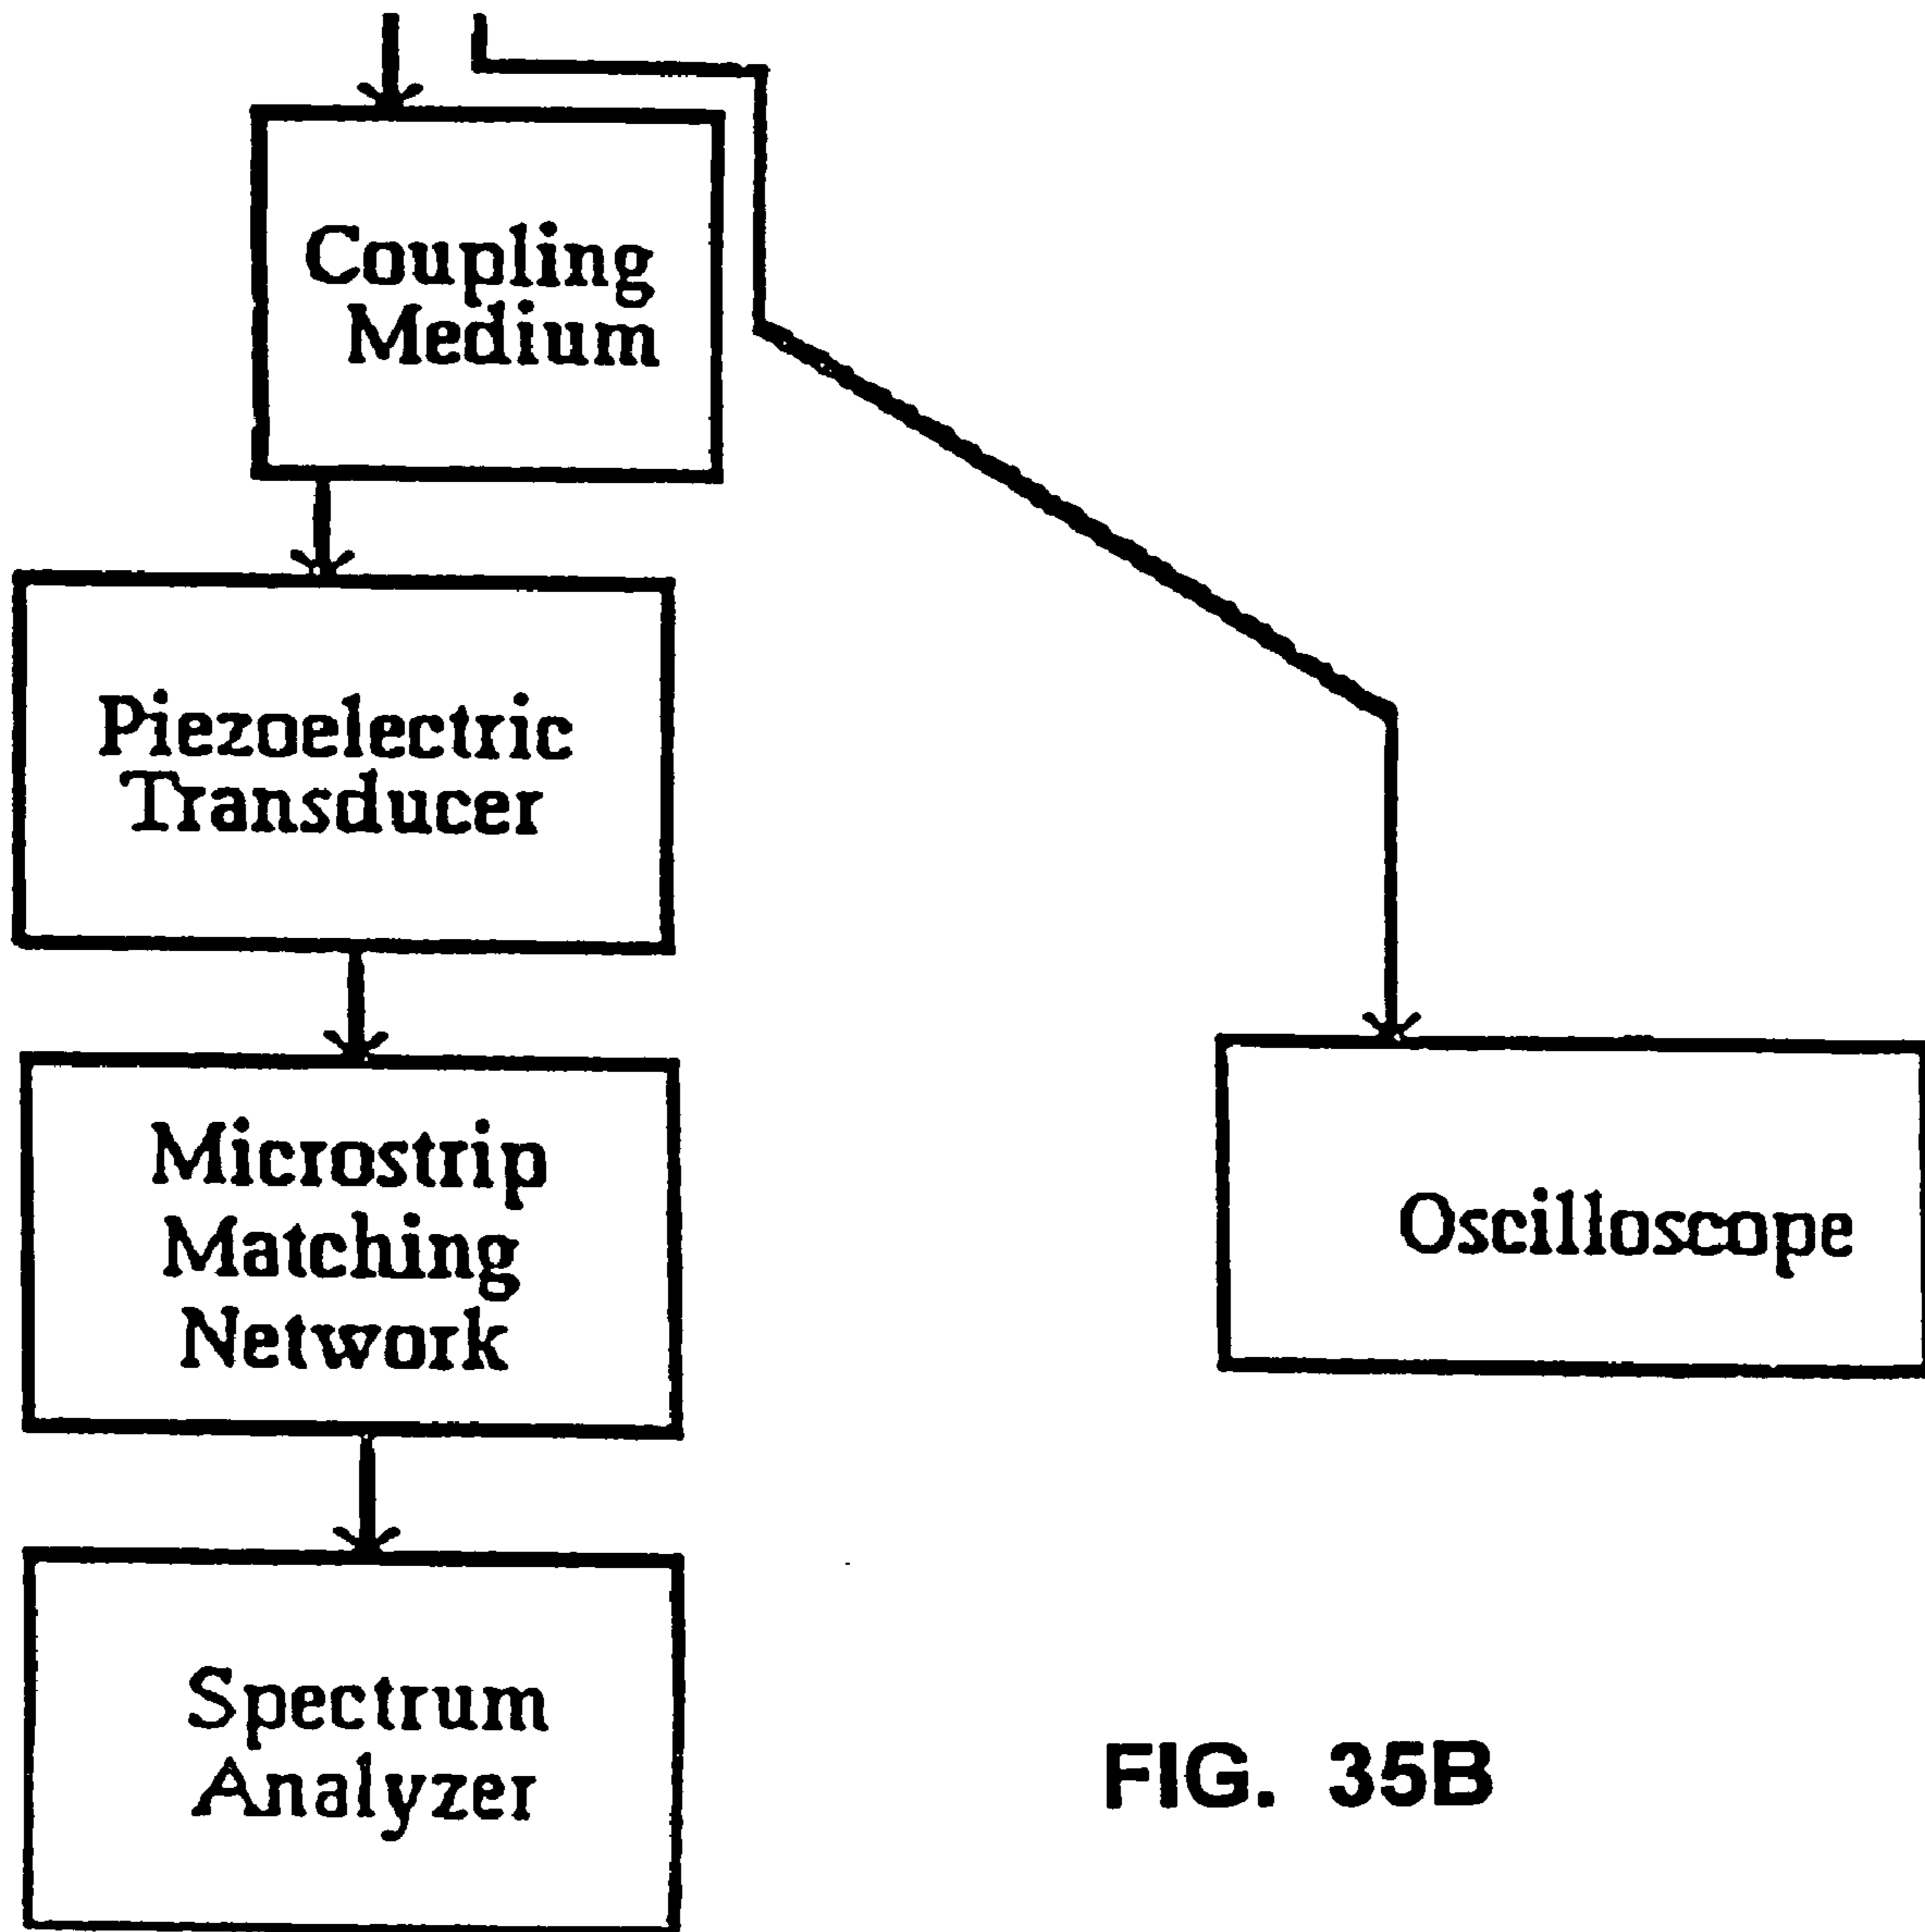 Coupling
Medium
Piezoelectric
Transducer
Microstrip
Matching
Network
Oscilloscope
Spectrum
Analyzer
FIG. 35B